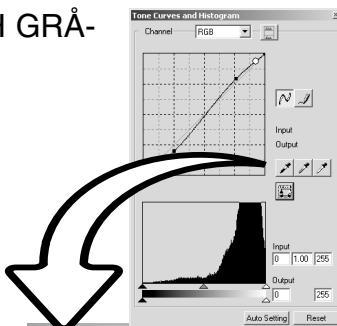 H GRÅ-
Tone Curves and Histogram
Channel RGB
Input
Output
Input
0 1.00 255
Output
0 255
Auto Setting Reset